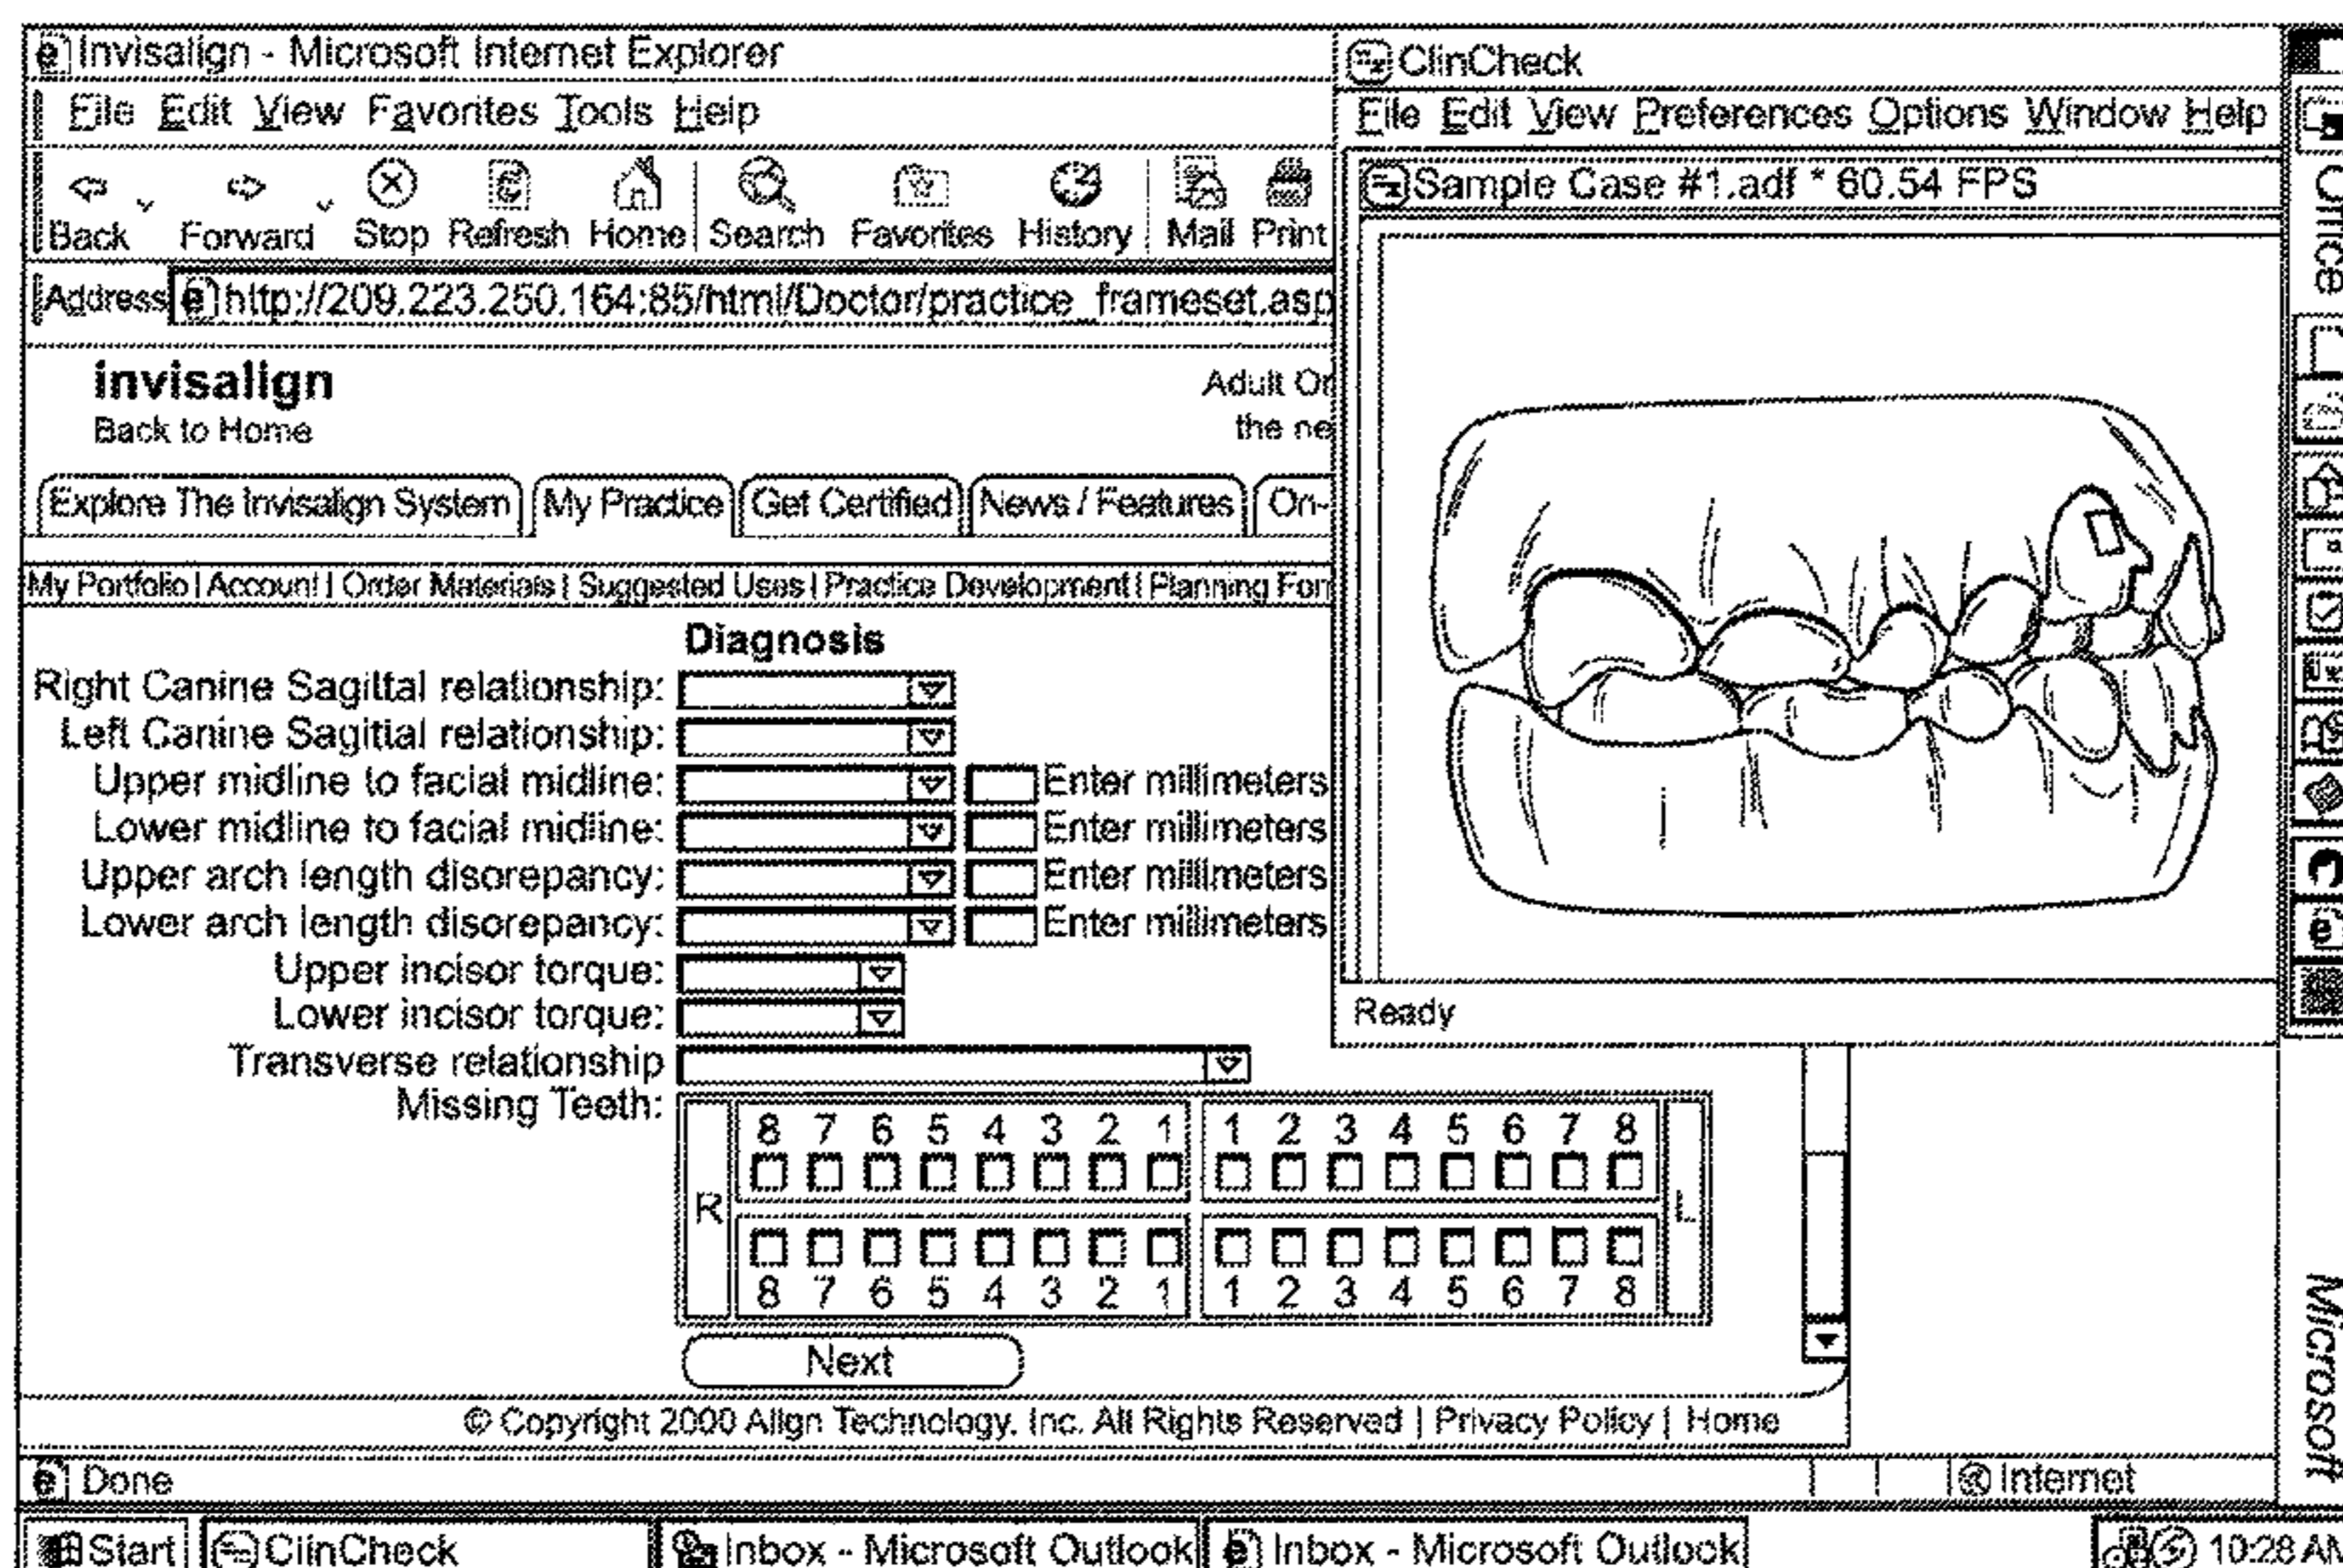 Invisalign - Microsoft Internet Explorer
File Edit View Favorites Tools Help
Back Forward Stop Refresh Home Search Favorites History Mail Print
Address http://209.223.250.164:85/html/Doctor/practice_frameset.asp
invisalign
Back to Home
Adult Or
the ne
Explore The Invisalign System My Practice Get Certified News / Features On-
My Portfolio | Account | Order Materials | Suggested Uses | Practice Development | Planning For
Diagnosis
Right Canine Sagittal relationship:
Left Canine Sagittal relationship:
Upper midline to facial midline: Enter millimeters
Lower midline to facial midline: Enter millimeters
Upper arch length disorepancy: Enter millimeters
Lower arch length disorepancy: Enter millimeters
Upper incisor torque:
Lower incisor torque:
Transverse relationship
Missing Teeth:
8 7 6 5 4 3 2 1 1 2 3 4 5 6 7 8
R L
8 7 6 5 4 3 2 1 1 2 3 4 5 6 7 8
Next
© Copyright 2000 Align Technology, Inc. All Rights Reserved | Privacy Policy | Home
Done Internet
ClinCheck
File Edit View Preferences Options Window Help
Sample Case #1.adf * 60.54 FPS
Ready
Office
Microsoft
Start ClinCheck Inbox - Microsoft Outlook Inbox - Microsoft Outlook 10:28 AM